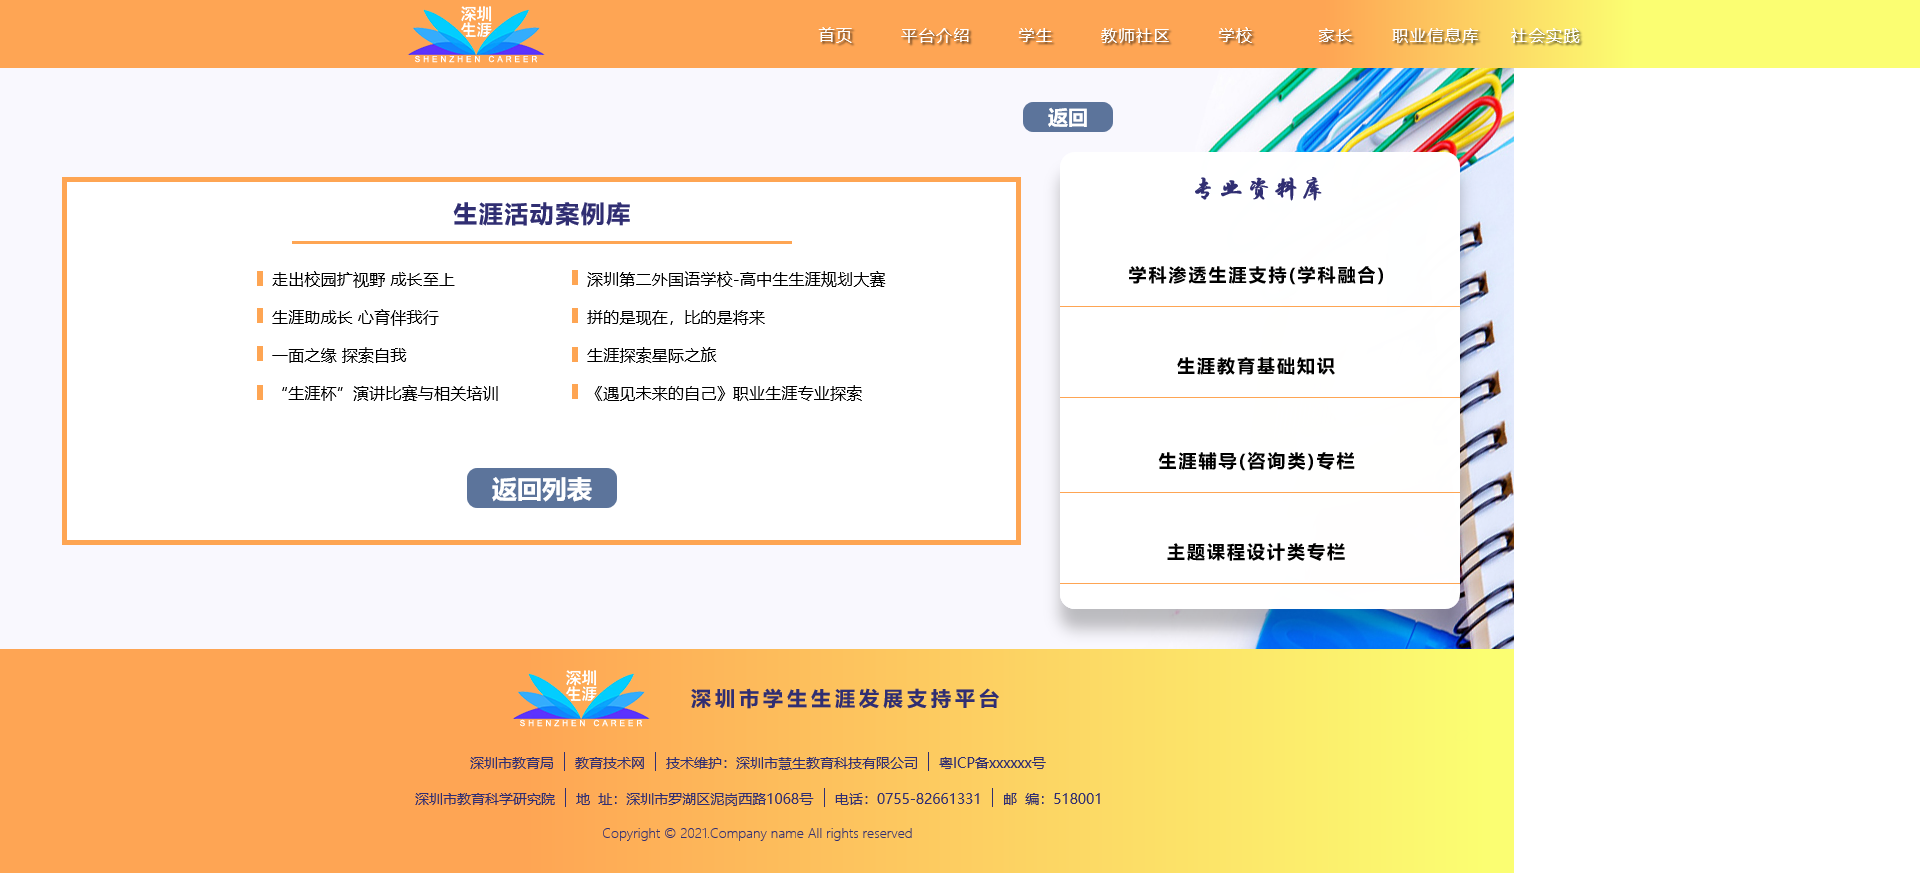 深圳
生涯
SHENZHEN CAREER
首页 平台介绍 学生 教师社区 学校 家长 职业信息库 社会实践
返回
生涯活动案例库
走出校园扩视野 成长至上
深圳第二外国语学校-高中生生涯规划大赛
生涯助成长 心育伴我行
拼的是现在，比的是将来
一面之缘 探索自我
生涯探索星际之旅
“生涯杯”演讲比赛与相关培训
《遇见未来的自己》职业生涯专业探索
返回列表
专业资料库
学科渗透生涯支持(学科融合)
生涯教育基础知识
生涯辅导(咨询类)专栏
主题课程设计类专栏
深圳
生涯
SHENZHEN CAREER
深圳市学生生涯发展支持平台
深圳市教育局 教育技术网 技术维护：深圳市慧生教育科技有限公司 粤ICP备xxxxxx号
深圳市教育科学研究院 地 址：深圳市罗湖区泥岗西路1068号 电话：0755-82661331 邮 编：518001
Copyright © 2021.Company name All rights reserved